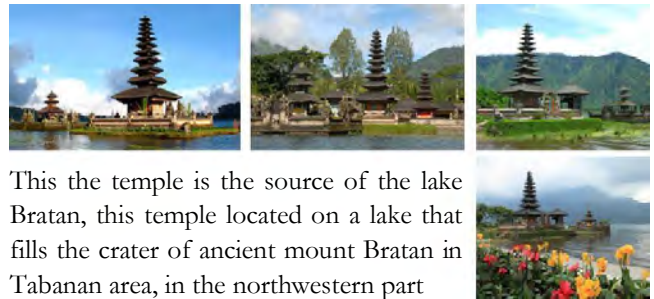 This the temple is the source of the lake
Bratan, this temple located on a lake that
fills the crater of ancient mount Bratan in
Tabanan area, in the northwestern part